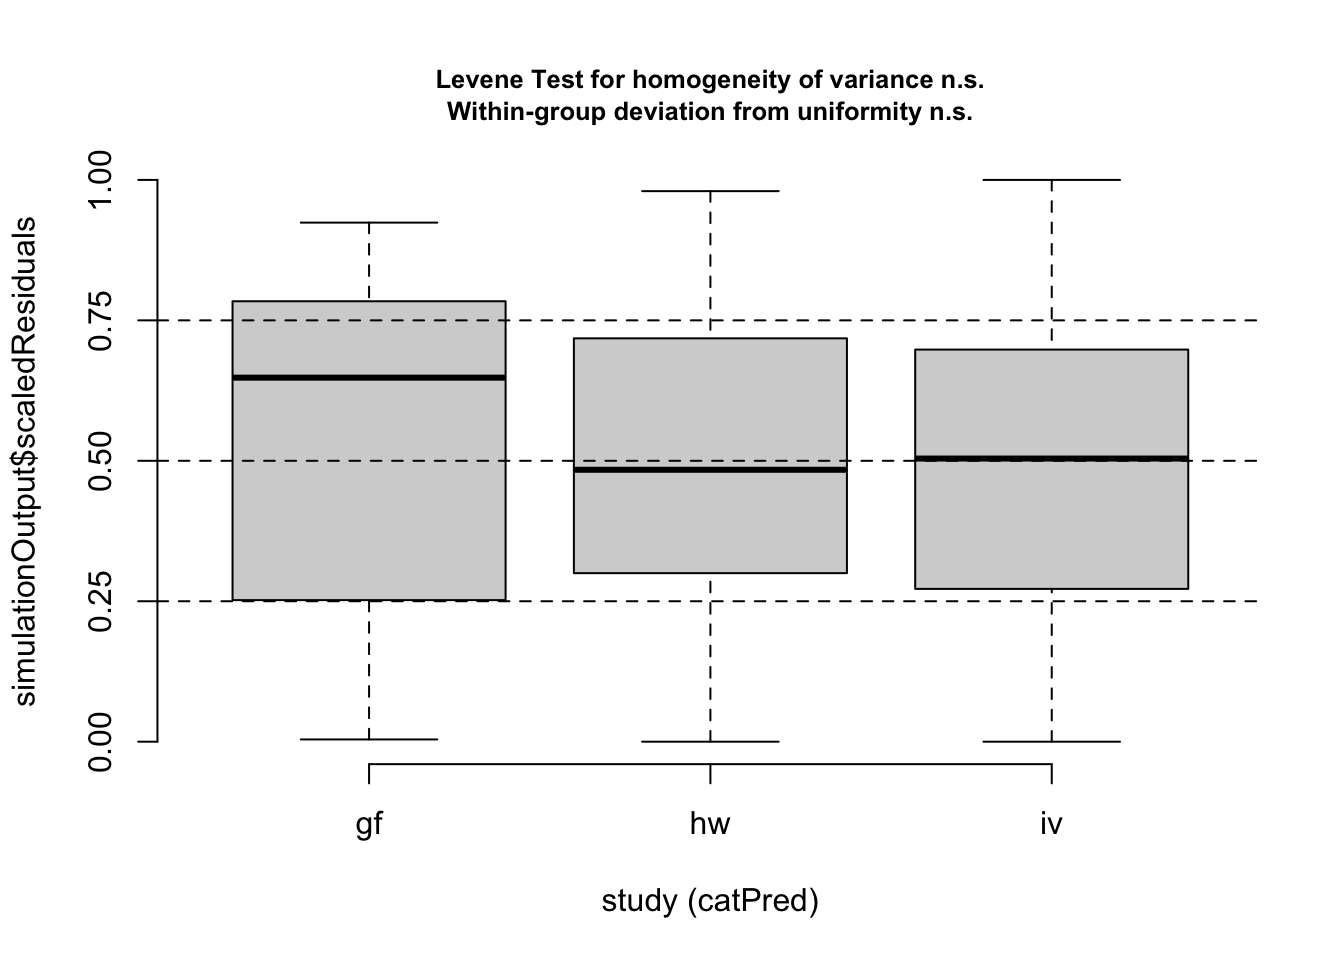 Levene Test for homogeneity of variance n.s.
Within-group deviation from uniformity n.s.
simulationOutput$scaledResiduals
1.00
0.75
0.50
0.25
0.00
gf
hw
iv
study (catPred)